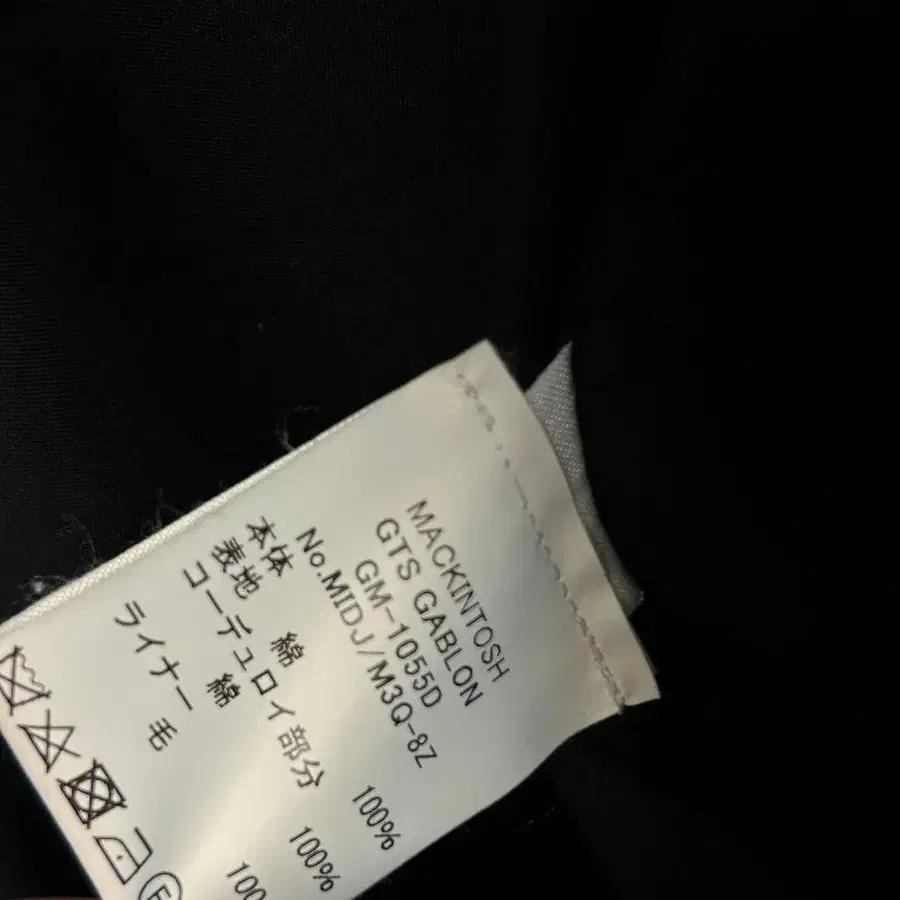 MACKINTOSH
GTS GABLON
GM-1055D
No.MIDJ/M3Q-8Z
本体
表地 綿 100%
コーデュロイ部分
綿 100%
ライナー
毛 100